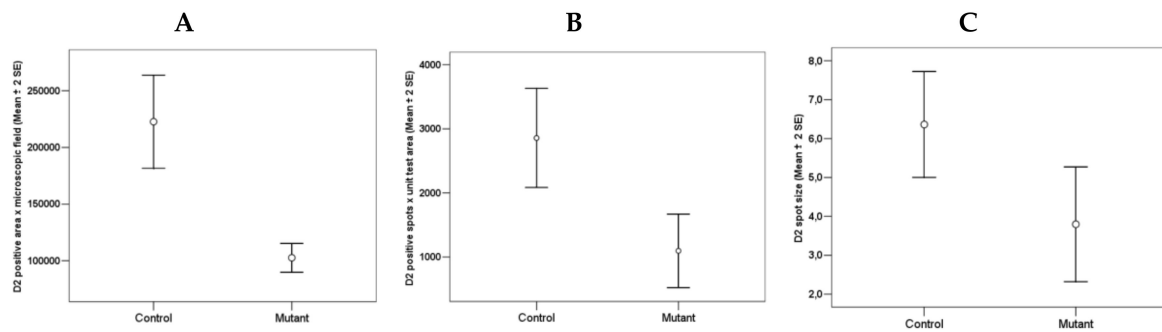 A
D2 positive area x microscopic field (Mean ± 2 SE)
250000
200000
150000
100000
Control Mutant
B
D2 positive spots x unit test area (Mean ± 2 SE)
4000
3000
2000
1000
Control Mutant
C
D2 spot size (Mean ± 2 SE)
8,0
7,0
6,0
5,0
4,0
3,0
2,0
Control Mutant